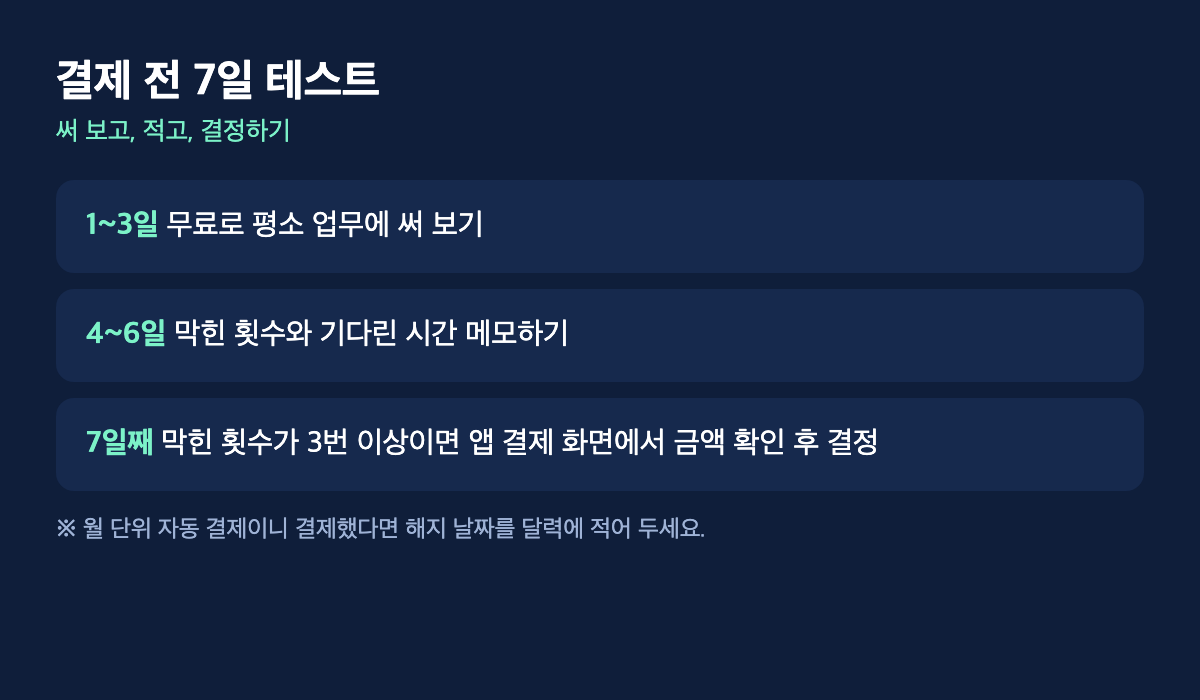 결제 전 7일 테스트
써 보고, 적고, 결정하기
1~3일 무료로 평소 업무에 써 보기
4~6일 막힌 횟수와 기다린 시간 메모하기
7일째 막힌 횟수가 3번 이상이면 앱 결제 화면에서 금액 확인 후 결정
※ 월 단위 자동 결제이니 결제했다면 해지 날짜를 달력에 적어 두세요.